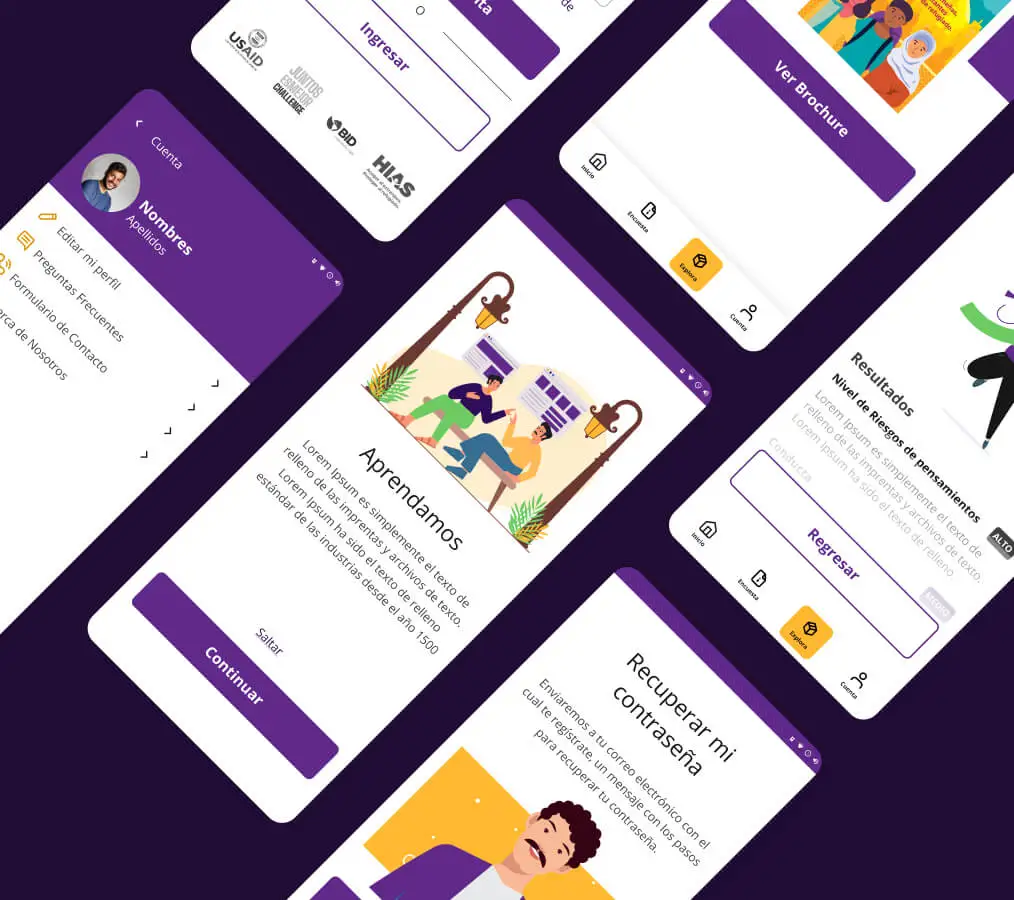 Cuenta
Nombres
Apellidos
Editar mi perfil
Preguntas Frecuentes
Formulario de Contacto
erca de Nosotros
ta
O
Ingresar
USAID
JUNTOS
ES MEJOR
CHALLENGE
BID
HIAS
de
Ver Brochure
Inicio
Encuesta
Explora
Cuenta
Aprendamos
Lorem Ipsum es simplemente el texto de
relleno de las imprentas y archivos de texto.
Lorem Ipsum ha sido el texto de relleno
estándar de las industrias desde el año 1500
Saltar
Continuar
Resultados
Nivel de Riesgos de pensamientos
Lorem Ipsum es simplemente el texto de
relleno de las imprentas y archivos de texto.
Lorem Ipsum ha sido el texto de relleno
ALTO
Conducta
MEDIO
Regresar
Inicio
Encuesta
Explora
Cuenta
Recuperar mi
contraseña
Enviaremos a tu correo electrónico con el
cual te regístrate, un mensaje con los pasos
para recuperar tu contraseña.